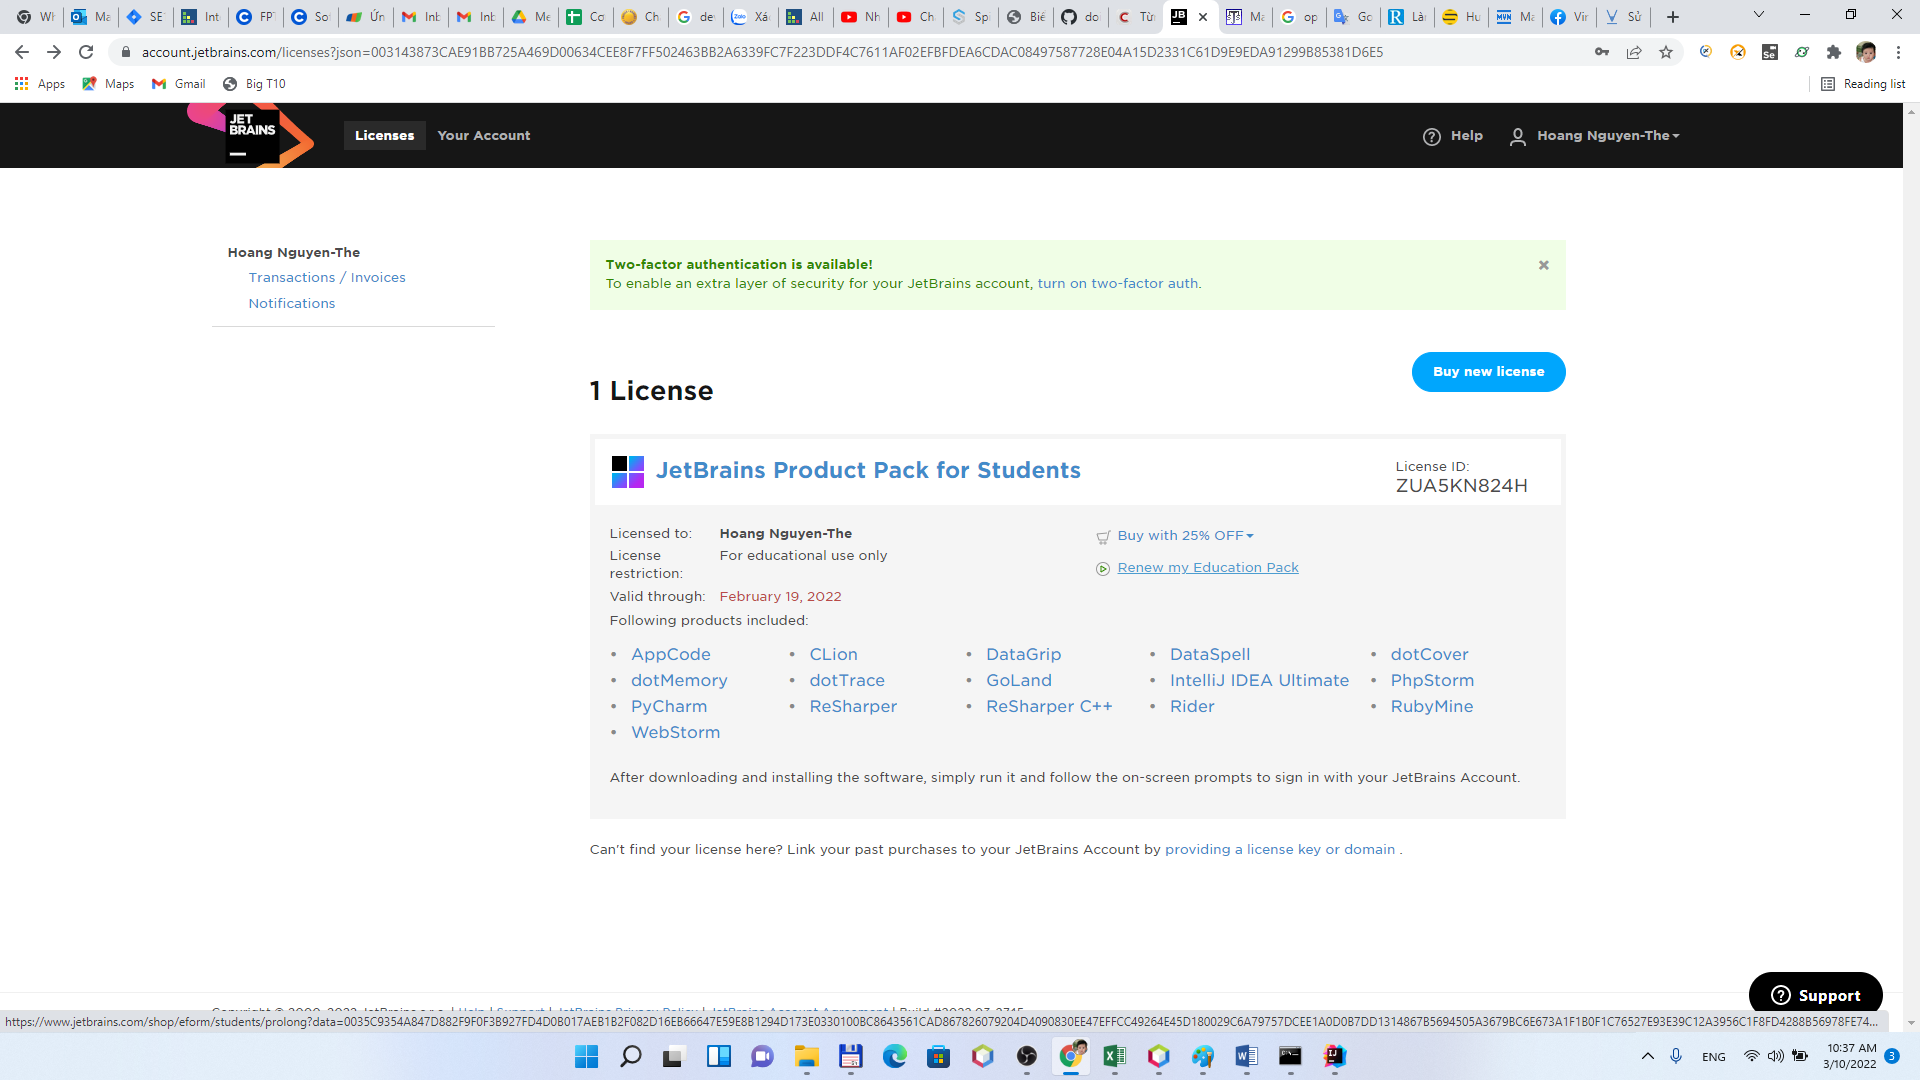 Wh
Ma
SE
Int
FP
So
Ứn
Inb
Inb
Me
Co
Ch
de
Xá
All
Nh
Ch
Sp
Biể
do
Từ
Ma
op
Go
Làr
Hu
Ma
Vir
Sử
account.jetbrains.com/licenses?json=003143873CAE91BB725A469D00634CEE8F7FF502463BB2A6339FC7F223DDF4C7611AF02EFBFDEA6CDAC08497587728E04A15D2331C61D9E9EDA91299B85381D6E5
Apps Maps Gmail Big T10 Reading list
JET BRAINS
Licenses Your Account Help Hoang Nguyen-The
Hoang Nguyen-The
Transactions / Invoices
Notifications
Two-factor authentication is available!
To enable an extra layer of security for your JetBrains account, turn on two-factor auth.
1 License
Buy new license
JetBrains Product Pack for Students
License ID:
ZUA5KN824H
Licensed to: Hoang Nguyen-The
License restriction: For educational use only
Valid through: February 19, 2022
Buy with 25% OFF
Renew my Education Pack
Following products included:
• AppCode • CLion • DataGrip • DataSpell • dotCover
• dotMemory • dotTrace • GoLand • IntelliJ IDEA Ultimate • PhpStorm
• PyCharm • ReSharper • ReSharper C++ • Rider • RubyMine
• WebStorm
After downloading and installing the software, simply run it and follow the on-screen prompts to sign in with your JetBrains Account.
Can't find your license here? Link your past purchases to your JetBrains Account by providing a license key or domain .
Support
https://www.jetbrains.com/shop/eform/students/prolong?data=0035C9354A847D882F9F0F3B927FD4D0B017AEB1B2F082D16EB66647E59E8B1294D173E0330100BC8643561CAD867826079204D4090830EE47EFFCC49264E45D180029C6A79757DCEE1A0D0B7DD1314867B5694505A3679BC6E673A1F1B0F1C76527E93E39C12A3956C1F8FD4288B56978FE74...
ENG
10:37 AM
3/10/2022
3